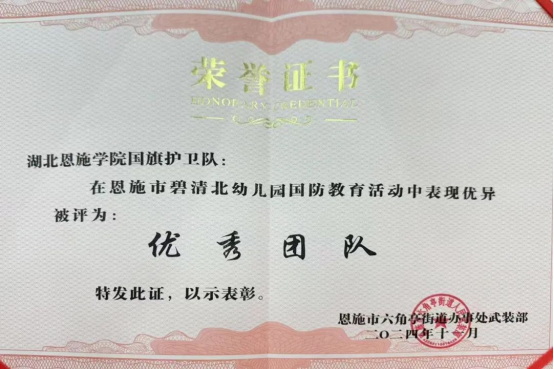 荣誉证书
HONORARY CREDENTIAL
湖北恩施学院国旗护卫队：
在恩施市碧清北幼儿园国防教育活动中表现优异
被评为：
优秀团队
特发此证，以示表彰。
恩施市六角亭街道办事处武装部
二〇二四年十一月